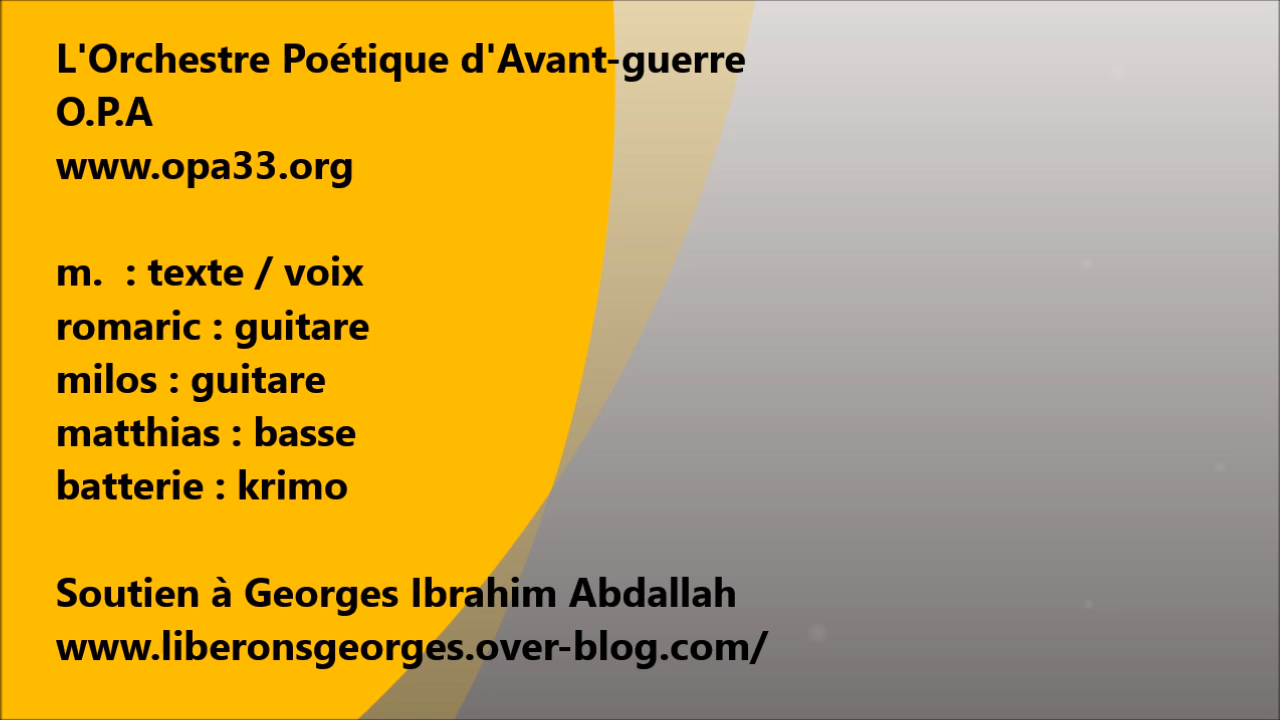 L'Orchestre Poétique d'Avant-guerre
O.P.A
www.opa33.org
m.  : texte / voix
romaric : guitare
milos : guitare
matthias : basse
batterie : krimo
Soutien à Georges Ibrahim Abdallah
www.liberonsgeorges.over-blog.com/